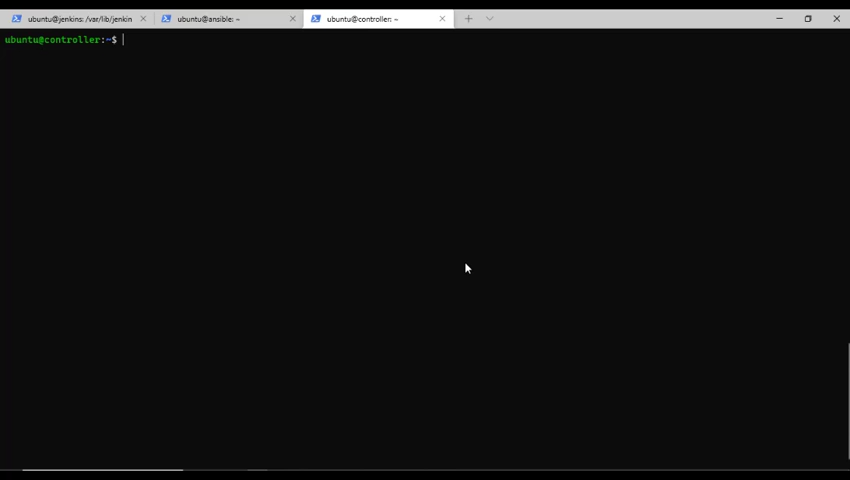 ubuntu@jenkins: /var/lib/jenkin
ubuntu@ansible: ~
ubuntu@controller: ~
ubuntu@controller:~$